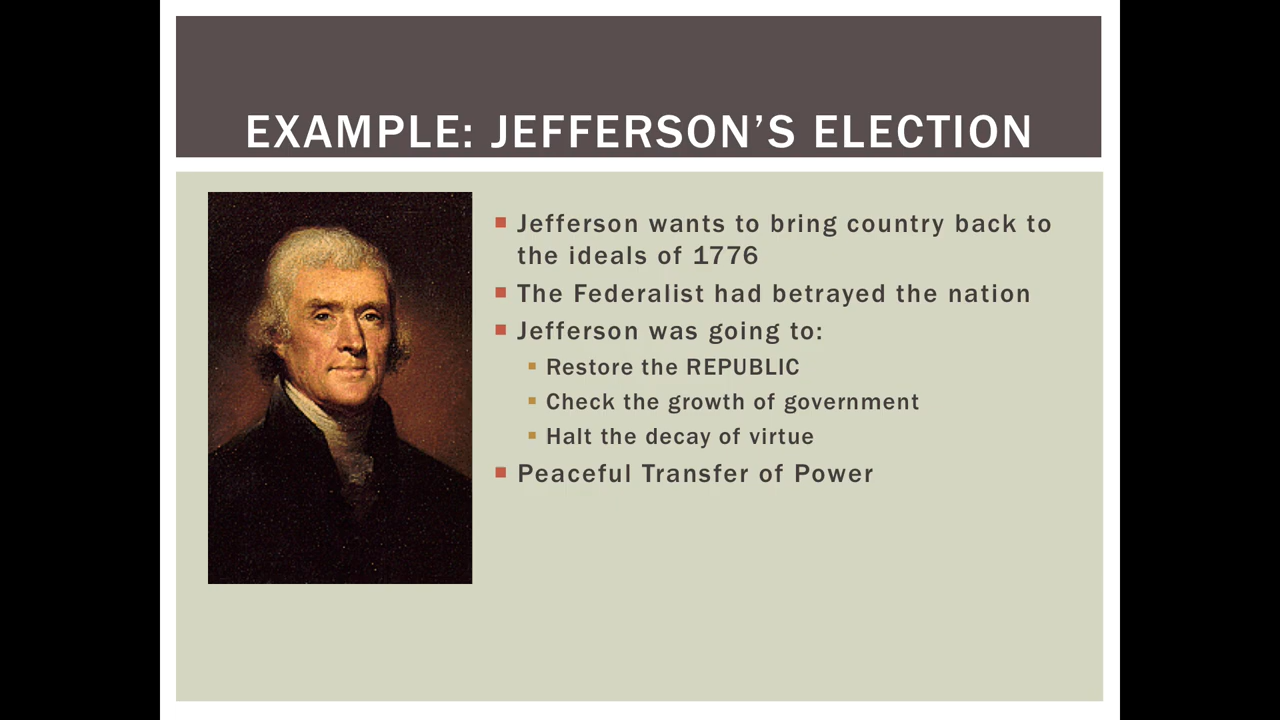 EXAMPLE: JEFFERSON’S ELECTION
Jefferson wants to bring country back to
the ideals of 1776
The Federalist had betrayed the nation
Jefferson was going to:
Restore the REPUBLIC
Check the growth of government
Halt the decay of virtue
Peaceful Transfer of Power